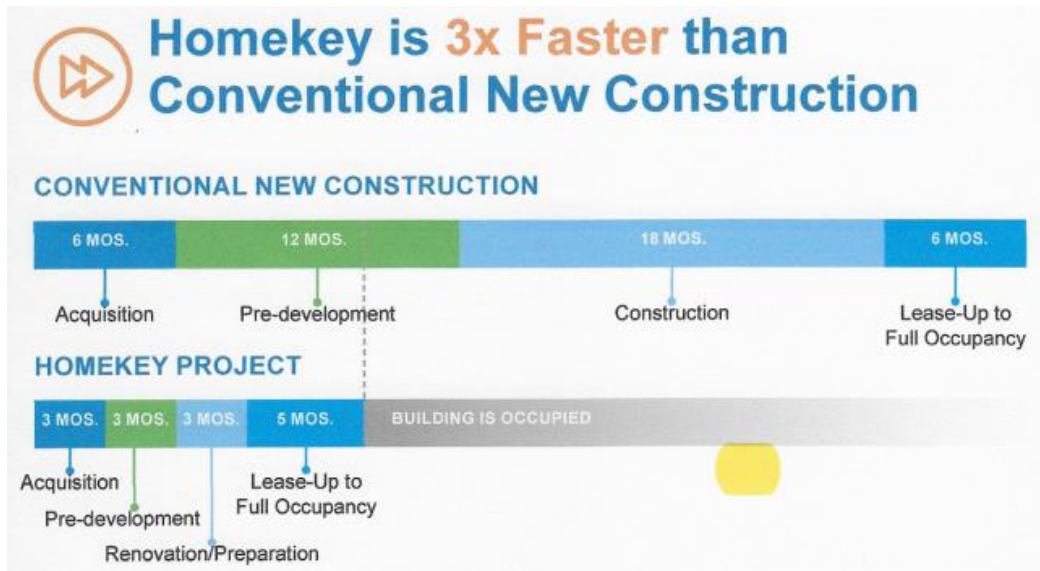 Homekey is 3x Faster than
Conventional New Construction
CONVENTIONAL NEW CONSTRUCTION
6 MOS.
12 MOS.
18 MOS.
6 MOS.
Acquisition
Pre-development
Construction
Lease-Up to
Full Occupancy
HOMEKEY PROJECT
3 MOS.
3 MOS.
3 MOS.
5 MOS.
BUILDING IS OCCUPIED
Acquisition
Pre-development
Renovation/Preparation
Lease-Up to
Full Occupancy